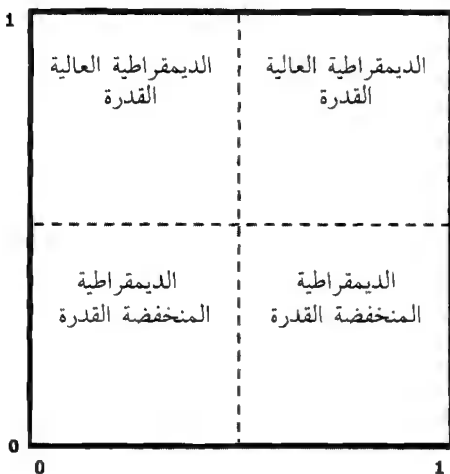 1
الديمقراطية العالية
القدرة
الديمقراطية العالية
القدرة
الديمقراطية
المنخفضة القدرة
الديمقراطية
المنخفضة القدرة
0
0
1